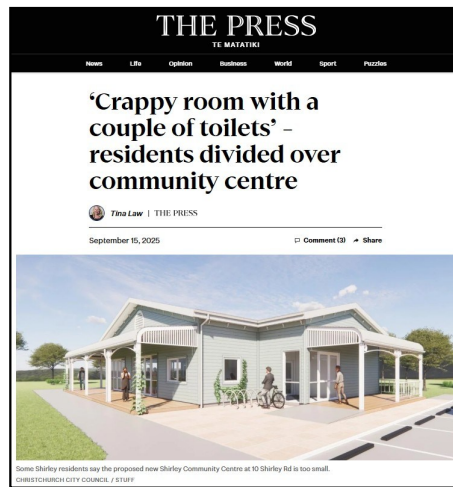 THE PRESS
TE MATATIKI
News Life Opinion Business World Sport Puzzles
‘Crappy room with a
couple of toilets’ –
residents divided over
community centre
Tina Law | THE PRESS
September 15, 2025 Comment (3) Share
Some Shirley residents say the proposed new Shirley Community Centre at 10 Shirley Rd is too small.
CHRISTCHURCH CITY COUNCIL / STUFF